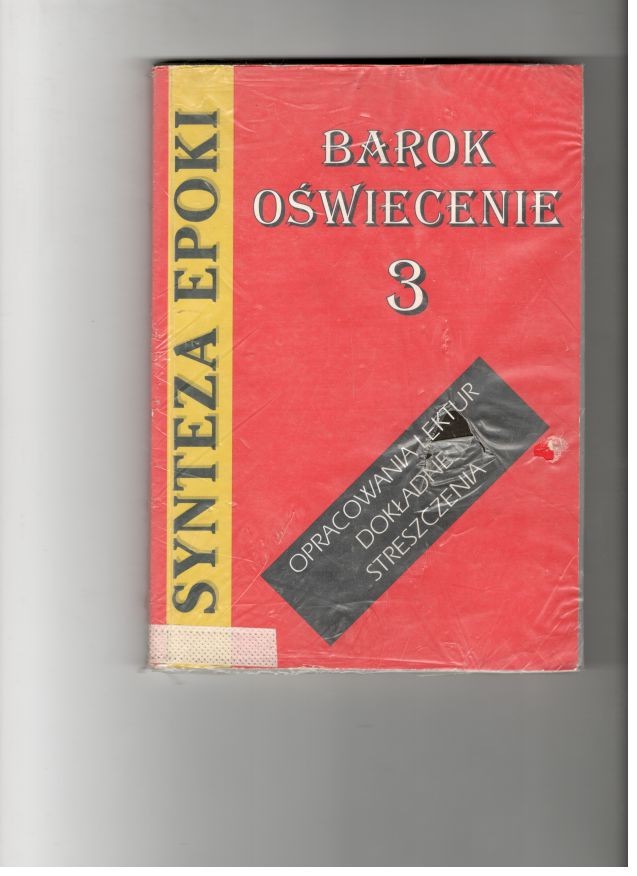 SYNTEZA EPOKI
BAROK
OŚWIECENIE
3
OPRACOWANIA LEKTUR
DOKŁADNE
STRESZCZENIA